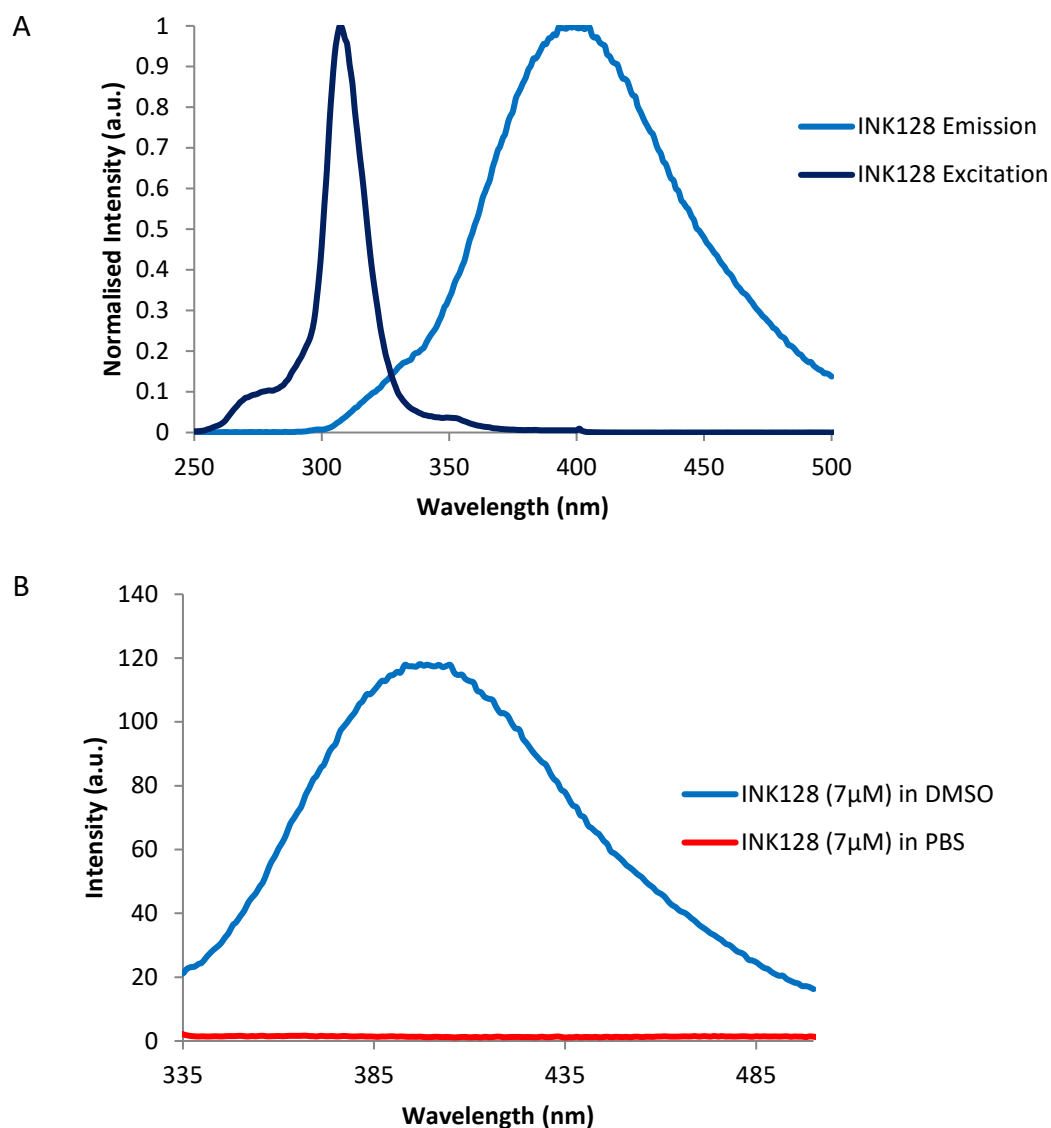 A
Normalised Intensity (a.u.)
1
0.9
0.8
0.7
0.6
0.5
0.4
0.3
0.2
0.1
0
250 300 350 400 450 500
Wavelength (nm)
INK128 Emission
INK128 Excitation
B
Intensity (a.u.)
140
120
100
80
60
40
20
0
335 385 435 485
Wavelength (nm)
INK128 (7μM) in DMSO
INK128 (7μM) in PBS